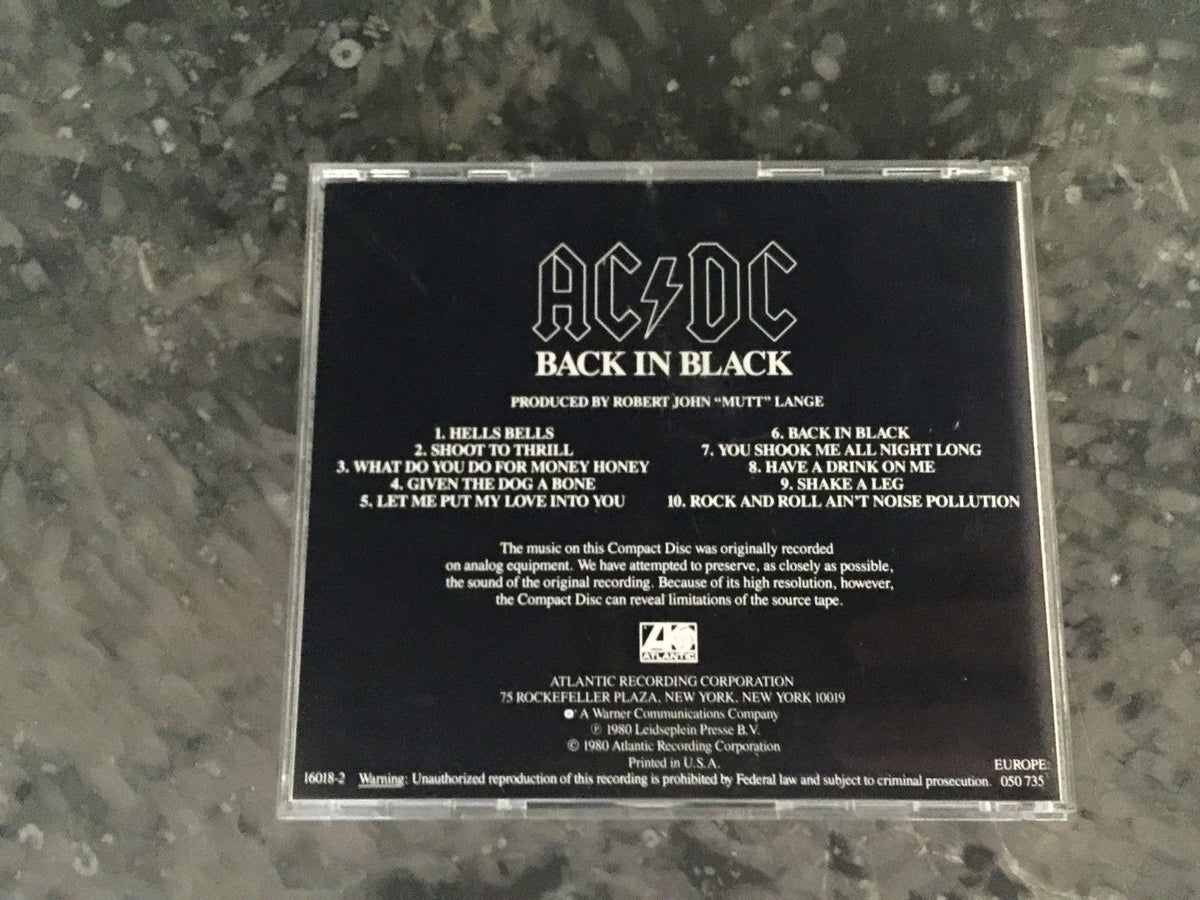 AC⚡DC
BACK IN BLACK
PRODUCED BY ROBERT JOHN “MUTT” LANGE
1. HELLS BELLS
2. SHOOT TO THRILL
3. WHAT DO YOU DO FOR MONEY HONEY
4. GIVEN THE DOG A BONE
5. LET ME PUT MY LOVE INTO YOU
6. BACK IN BLACK
7. YOU SHOOK ME ALL NIGHT LONG
8. HAVE A DRINK ON ME
9. SHAKE A LEG
10. ROCK AND ROLL AIN'T NOISE POLLUTION
The music on this Compact Disc was originally recorded
on analog equipment. We have attempted to preserve, as closely as possible,
the sound of the original recording. Because of its high resolution, however,
the Compact Disc can reveal limitations of the source tape.
ATLANTIC
ATLANTIC RECORDING CORPORATION
75 ROCKEFELLER PLAZA, NEW YORK, NEW YORK 10019
A Warner Communications Company
℗ 1980 Leidseplein Presse B.V.
© 1980 Atlantic Recording Corporation
Printed in U.S.A.
16018-2 Warning: Unauthorized reproduction of this recording is prohibited by Federal law and subject to criminal prosecution.
EUROPE:
050 735